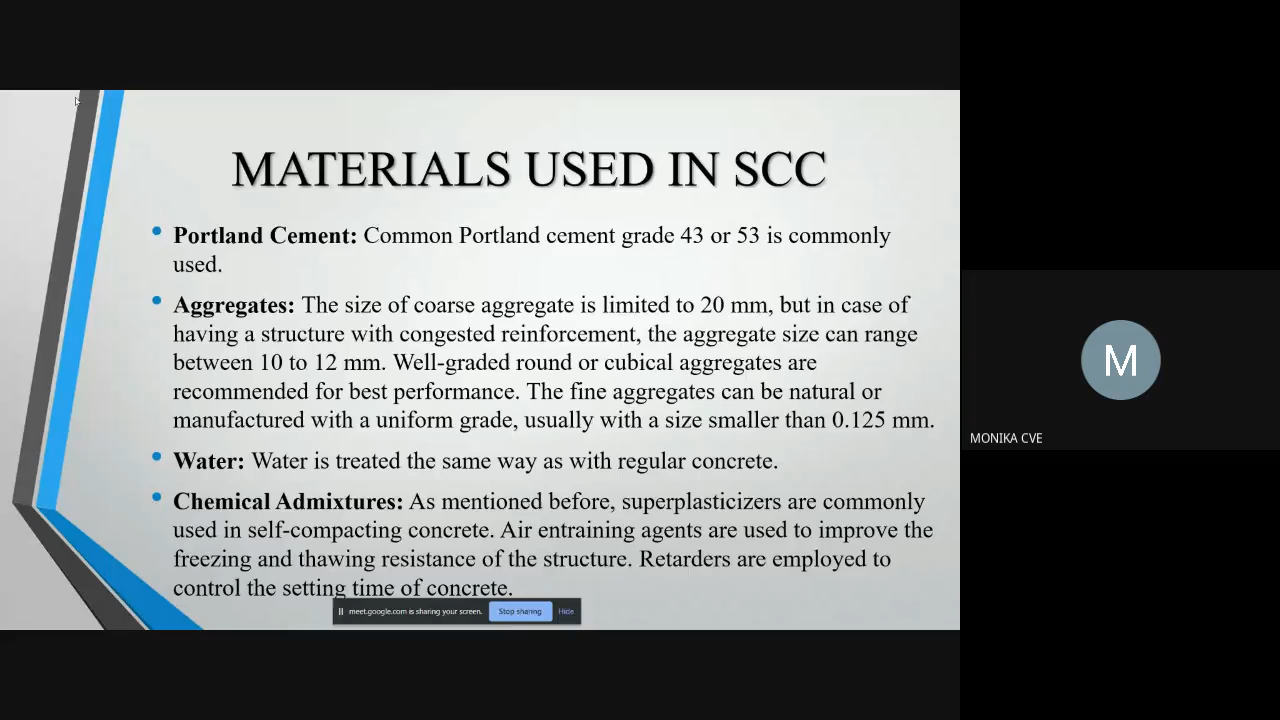 MATERIALS USED IN SCC
Portland Cement: Common Portland cement grade 43 or 53 is commonly
used.
Aggregates: The size of coarse aggregate is limited to 20 mm, but in case of
having a structure with congested reinforcement, the aggregate size can range
between 10 to 12 mm. Well-graded round or cubical aggregates are
recommended for best performance. The fine aggregates can be natural or
manufactured with a uniform grade, usually with a size smaller than 0.125 mm.
Water: Water is treated the same way as with regular concrete.
Chemical Admixtures: As mentioned before, superplasticizers are commonly
used in self-compacting concrete. Air entraining agents are used to improve the
freezing and thawing resistance of the structure. Retarders are employed to
control the setting time of concrete.
meet.google.com is sharing your screen. Stop sharing Hide
M
MONIKA CVE